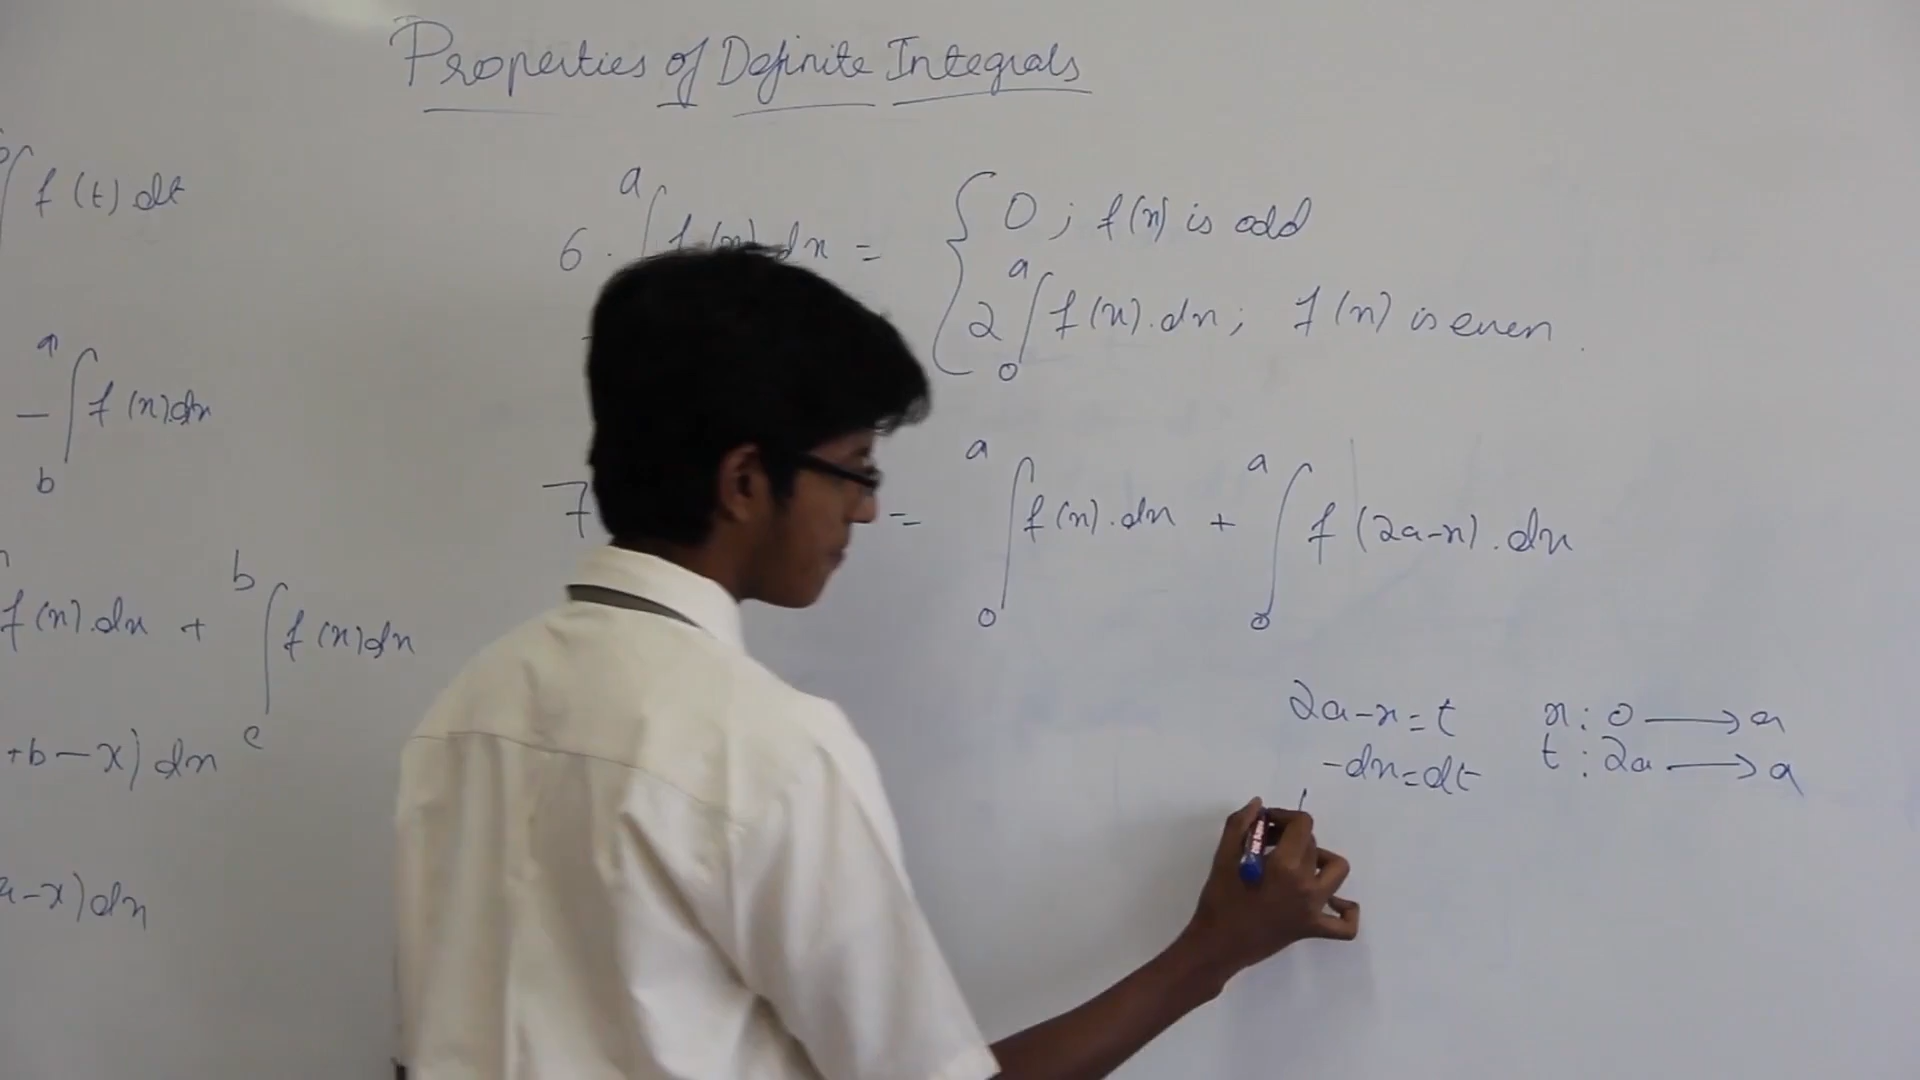 Properties of Definite Integrals
∫ f(t) dt
a
− ∫ f(x)dx
b
f(x).dx + ∫ f(x)dx
b
c
+b−x) dx
a-x) dx
a
6. ∫ f(x) dx =
{ 0 ; f(x) is odd
a
2 ∫ f(x).dx ; f(x) is even.
0
7
= ∫ f(x).dx + ∫ f(2a-x).dx
a a
0 0
2a-x=t x : 0 → a
-dx=dt t : 2a → a